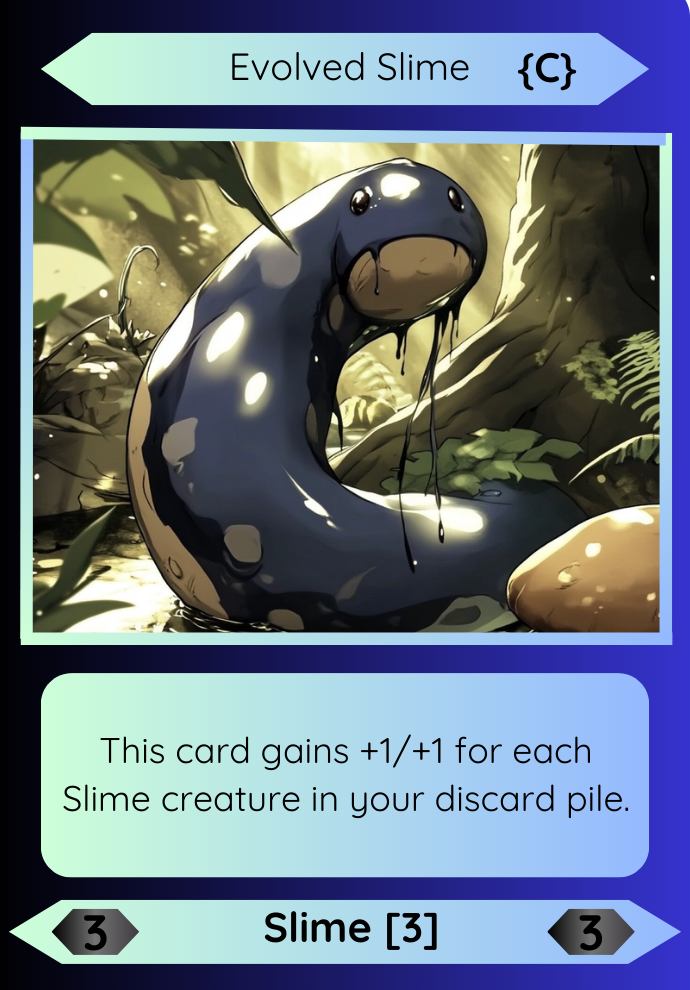 Evolved Slime {C}
This card gains +1/+1 for each
Slime creature in your discard pile.
3 Slime [3] 3